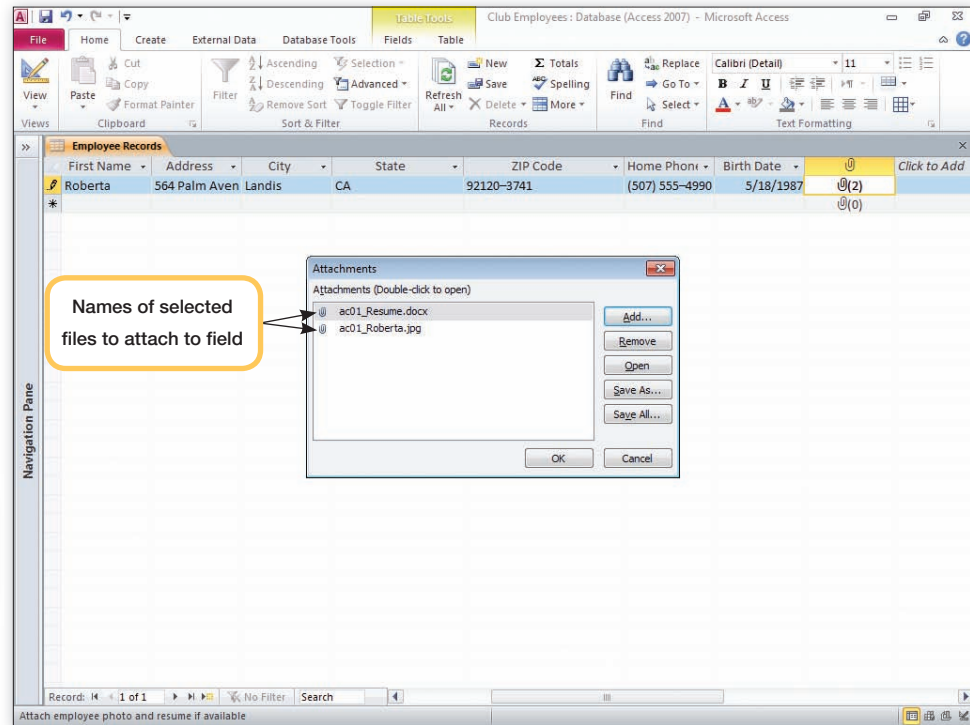 Table Tools
Club Employees : Database (Access 2007) - Microsoft Access
File Home Create External Data Database Tools Fields Table
View
Views
Paste
Cut
Copy
Format Painter
Clipboard
Filter
Ascending
Descending
Remove Sort
Selection
Advanced
Toggle Filter
Sort & Filter
Refresh All
New
Save
Delete
Totals
Spelling
More
Records
Find
Replace
Go To
Select
Find
Calibri (Detail) 11
B I U
A ab
Text Formatting
Employee Records
First Name Address City State ZIP Code Home Phone Birth Date Click to Add
Roberta 564 Palm Aven Landis CA 92120–3741 (507) 555–4990 5/18/1987 (2)
(0)
Names of selected
files to attach to field
Attachments
Attachments (Double-click to open)
ac01_Resume.docx
ac01_Roberta.jpg
Add...
Remove
Open
Save As...
Save All...
OK Cancel
Navigation Pane
Record: 1 of 1 No Filter Search
Attach employee photo and resume if available